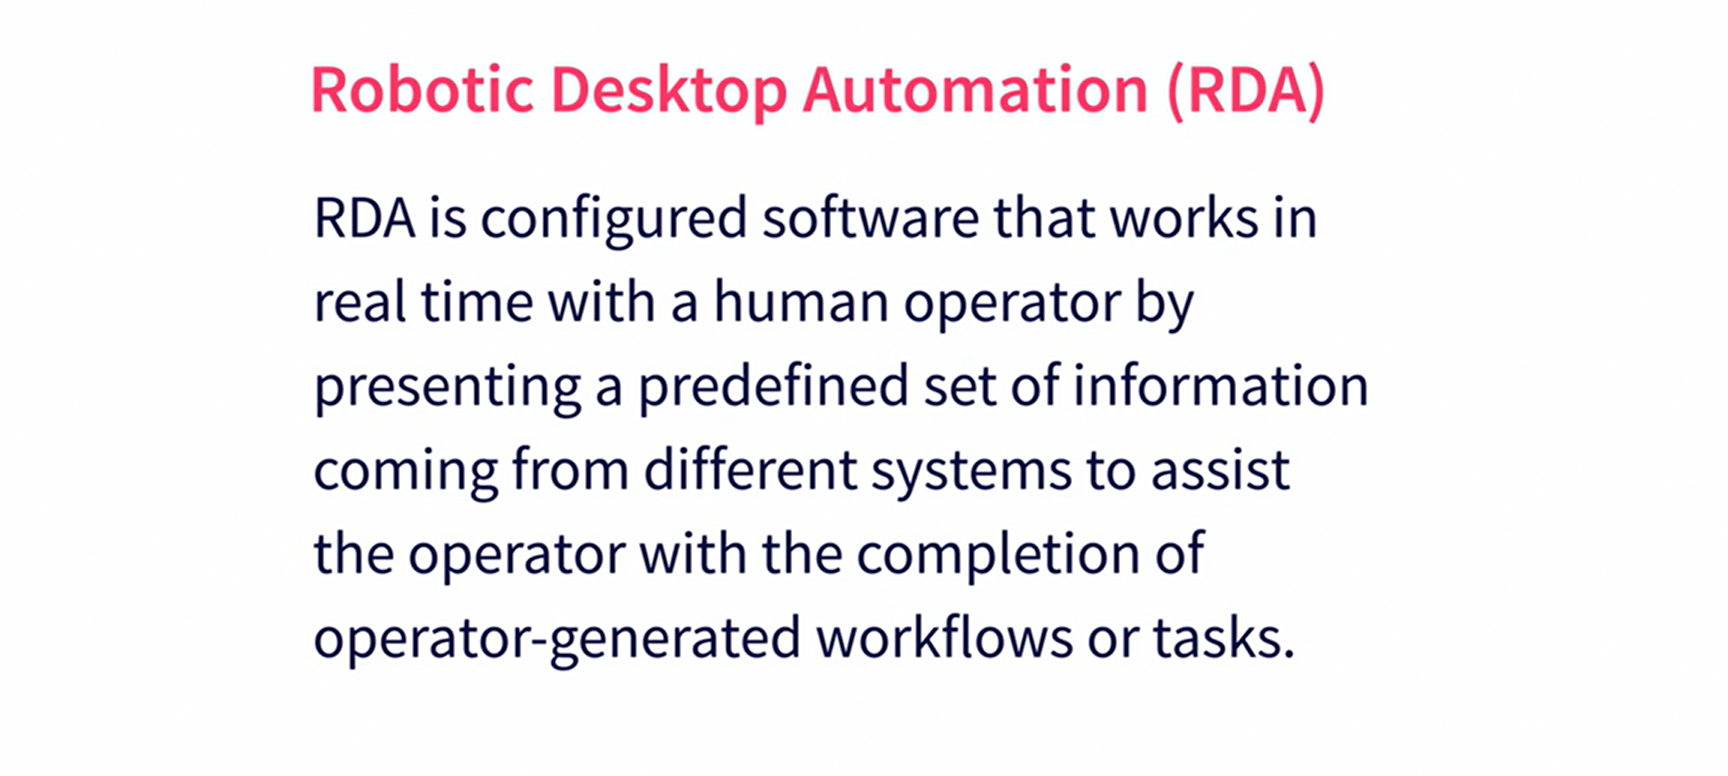 Robotic Desktop Automation (RDA)
RDA is configured software that works in
real time with a human operator by
presenting a predefined set of information
coming from different systems to assist
the operator with the completion of
operator-generated workflows or tasks.